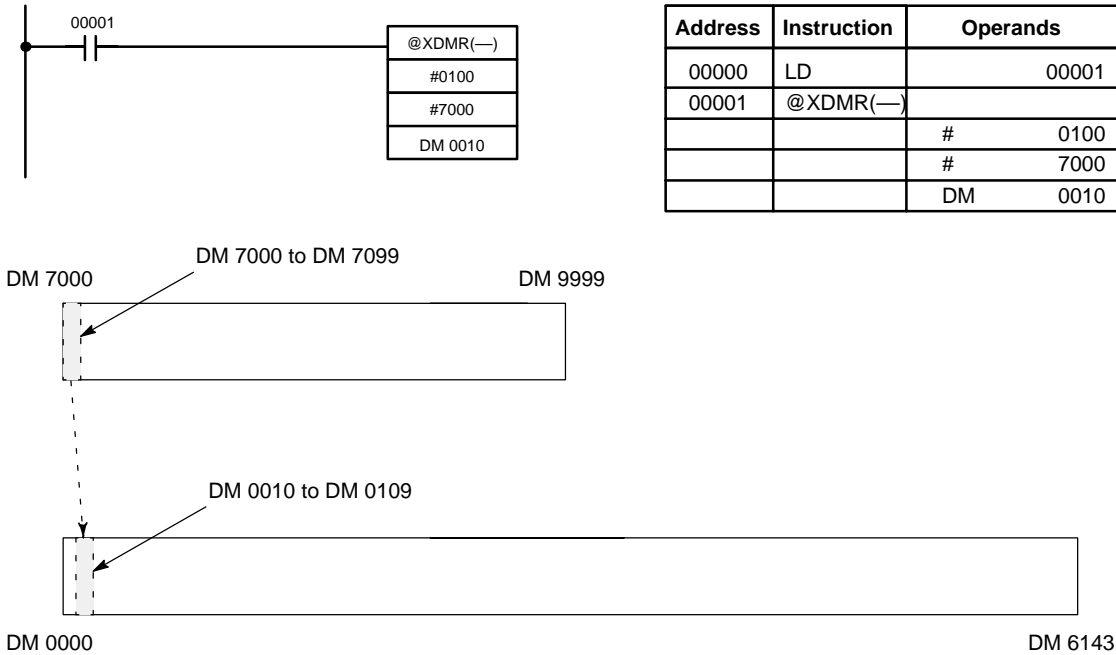 00001
@XDMR(—)
#0100
#7000
DM 0010
Address Instruction Operands
00000 LD 00001
00001 @XDMR(—)
# 0100
# 7000
DM 0010
DM 7000 to DM 7099
DM 7000 DM 9999
DM 0010 to DM 0109
DM 0000 DM 6143